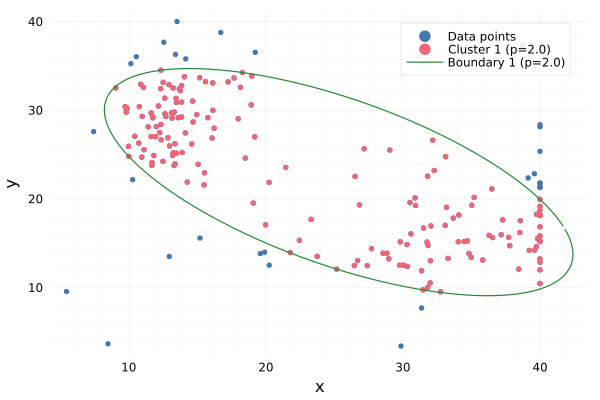 40
30
20
10
y
Data points
Cluster 1 (p=2.0)
Boundary 1 (p=2.0)
10 20 30 40
x